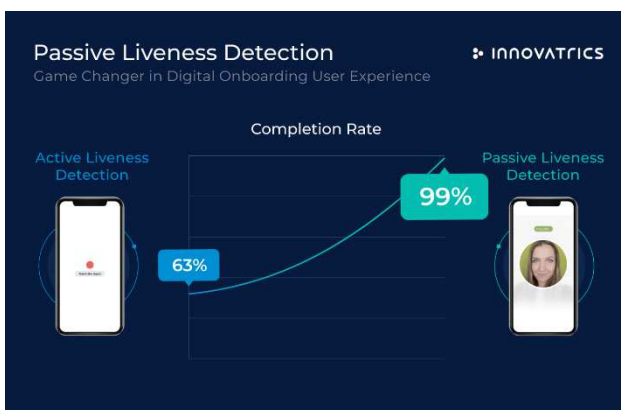 Passive Liveness Detection
INNOVATRICS
Game Changer in Digital Onboarding User Experience
Completion Rate
Active Liveness
Detection
Passive Liveness
Detection
99%
63%